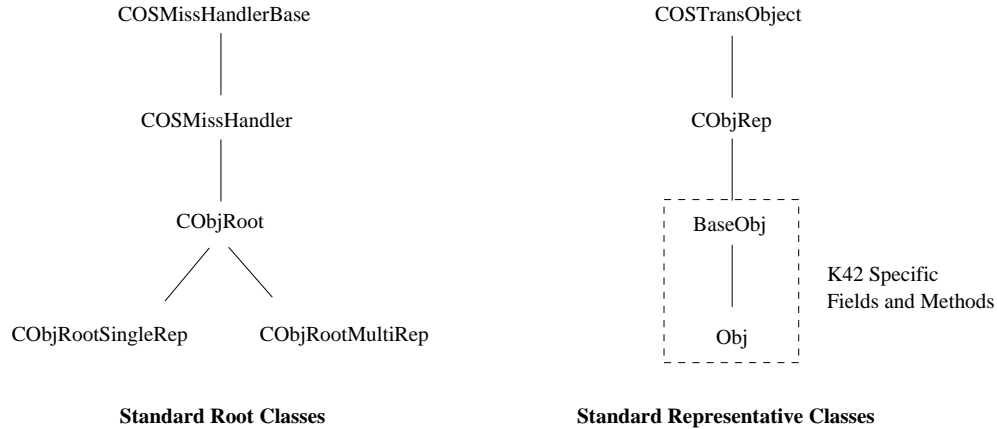 COSMissHandlerBase
COSMissHandler
CObjRoot
CObjRootSingleRep
CObjRootMultiRep
Standard Root Classes
COSTransObject
CObjRep
BaseObj
Obj
K42 Specific
Fields and Methods
Standard Representative Classes